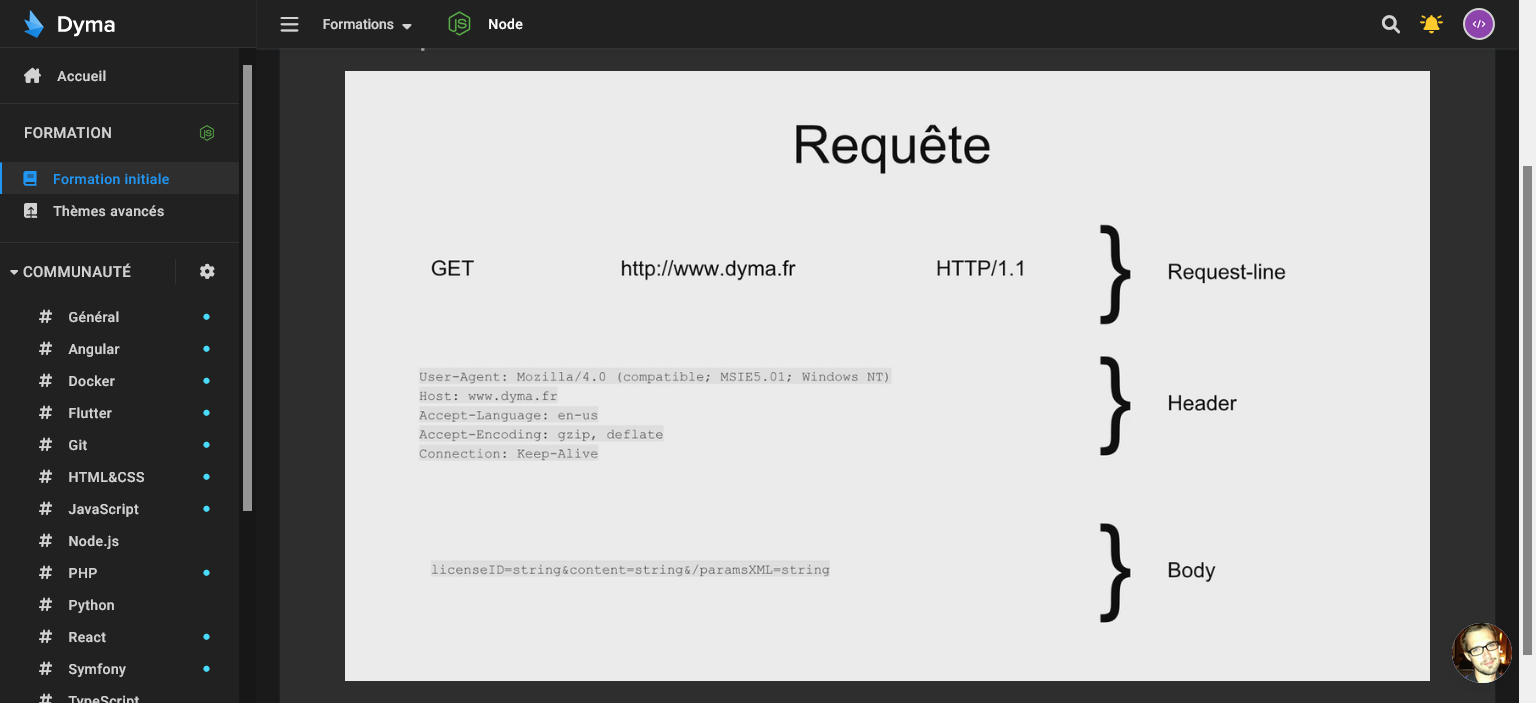 Dyma
Formations
Node
Accueil
FORMATION
Formation initiale
Thèmes avancés
COMMUNAUTÉ
# Général
# Angular
# Docker
# Flutter
# Git
# HTML&CSS
# JavaScript
# Node.js
# PHP
# Python
# React
# Symfony
# TypeScript
Requête
GET http://www.dyma.fr HTTP/1.1 } Request-line
User-Agent: Mozilla/4.0 (compatible; MSIE5.01; Windows NT)
Host: www.dyma.fr
Accept-Language: en-us
Accept-Encoding: gzip, deflate
Connection: Keep-Alive
} Header
licenseID=string&content=string&/paramsXML=string } Body